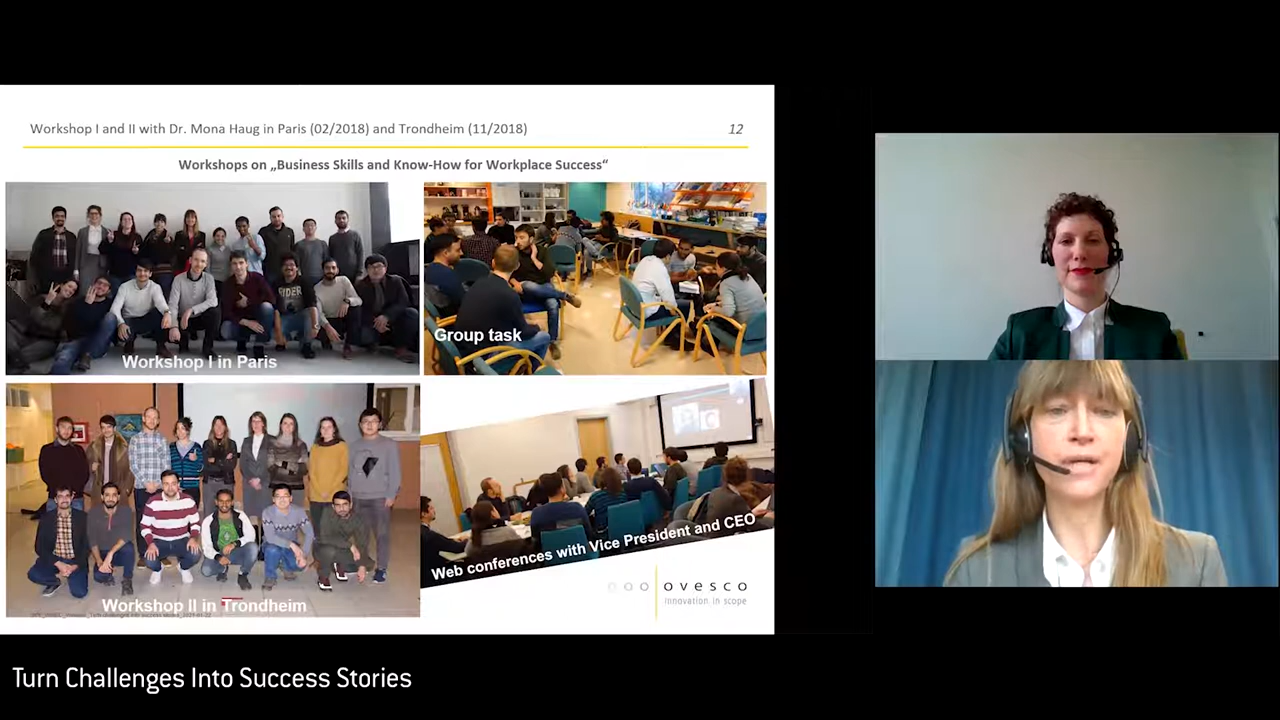 Workshop I and II with Dr. Mona Haug in Paris (02/2018) and Trondheim (11/2018)
12
Workshops on „Business Skills and Know-How for Workplace Success“
Workshop I in Paris
Group task
Workshop II in Trondheim
Web conferences with Vice President and CEO
ovesco
innovation in scope
Turn Challenges Into Success Stories